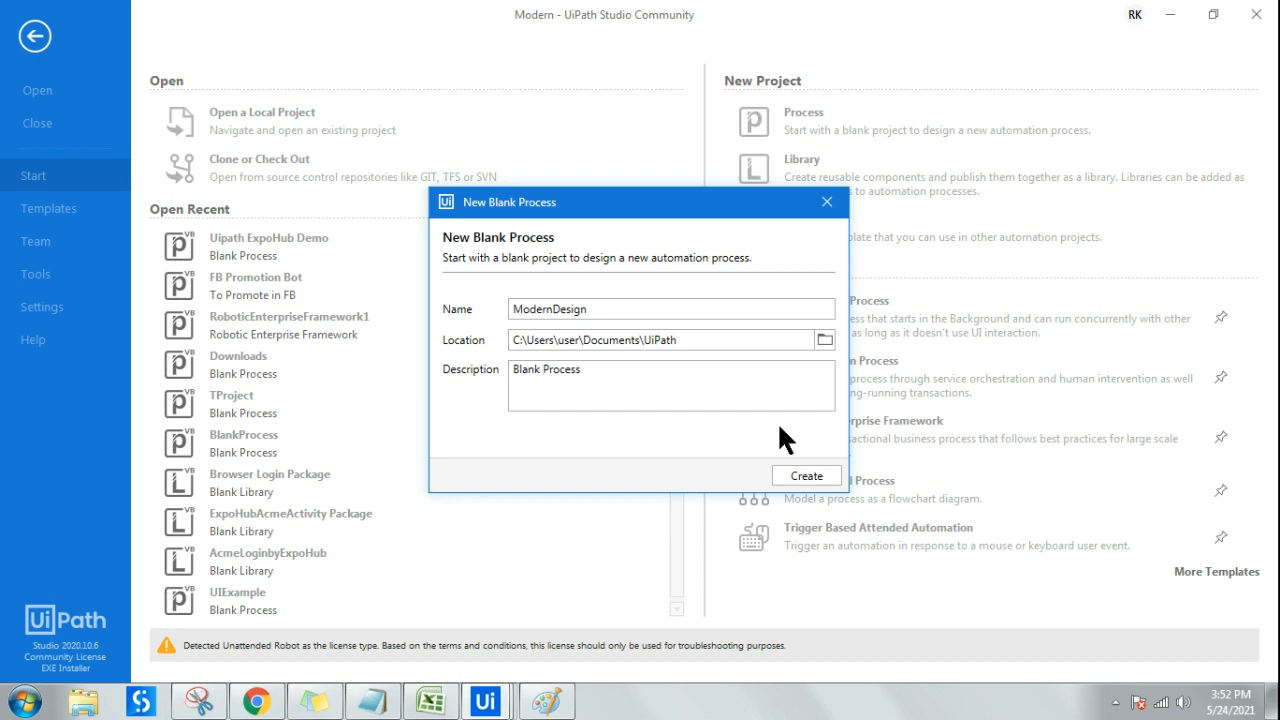 Modern - UiPath Studio Community
RK
Open
Close
Start
Templates
Team
Tools
Settings
Help
UiPath
Studio 2020.10.6
Community License
EXE Installer
Open
Open a Local Project
Navigate and open an existing project
Clone or Check Out
Open from source control repositories like GIT, TFS or SVN
Open Recent
Uipath ExpoHub Demo
Blank Process
FB Promotion Bot
To Promote in FB
RoboticEnterpriseFramework1
Robotic Enterprise Framework
Downloads
Blank Process
TProject
Blank Process
BlankProcess
Blank Process
Browser Login Package
Blank Library
ExpoHubAcmeActivity Package
Blank Library
AcmeLoginbyExpoHub
Blank Library
UIExample
Blank Process
New Project
Process
Start with a blank project to design a new automation process.
Library
Create reusable components and publish them together as a library. Libraries can be added as
to automation processes.
plate that you can use in other automation projects.
Process
ess that starts in the Background and can run concurrently with other
as long as it doesn't use UI interaction.
n Process
process through service orchestration and human intervention as well
ng-running transactions.
rprise Framework
sactional business process that follows best practices for large scale
l Process
Model a process as a flowchart diagram.
Trigger Based Attended Automation
Trigger an automation in response to a mouse or keyboard user event.
More Templates
Ui New Blank Process
New Blank Process
Start with a blank project to design a new automation process.
Name ModernDesign
Location C:\Users\user\Documents\UiPath
Description Blank Process
Create
Detected Unattended Robot as the license type. Based on the terms and conditions, this license should only be used for troubleshooting purposes.
Ui
3:52 PM
5/24/2021